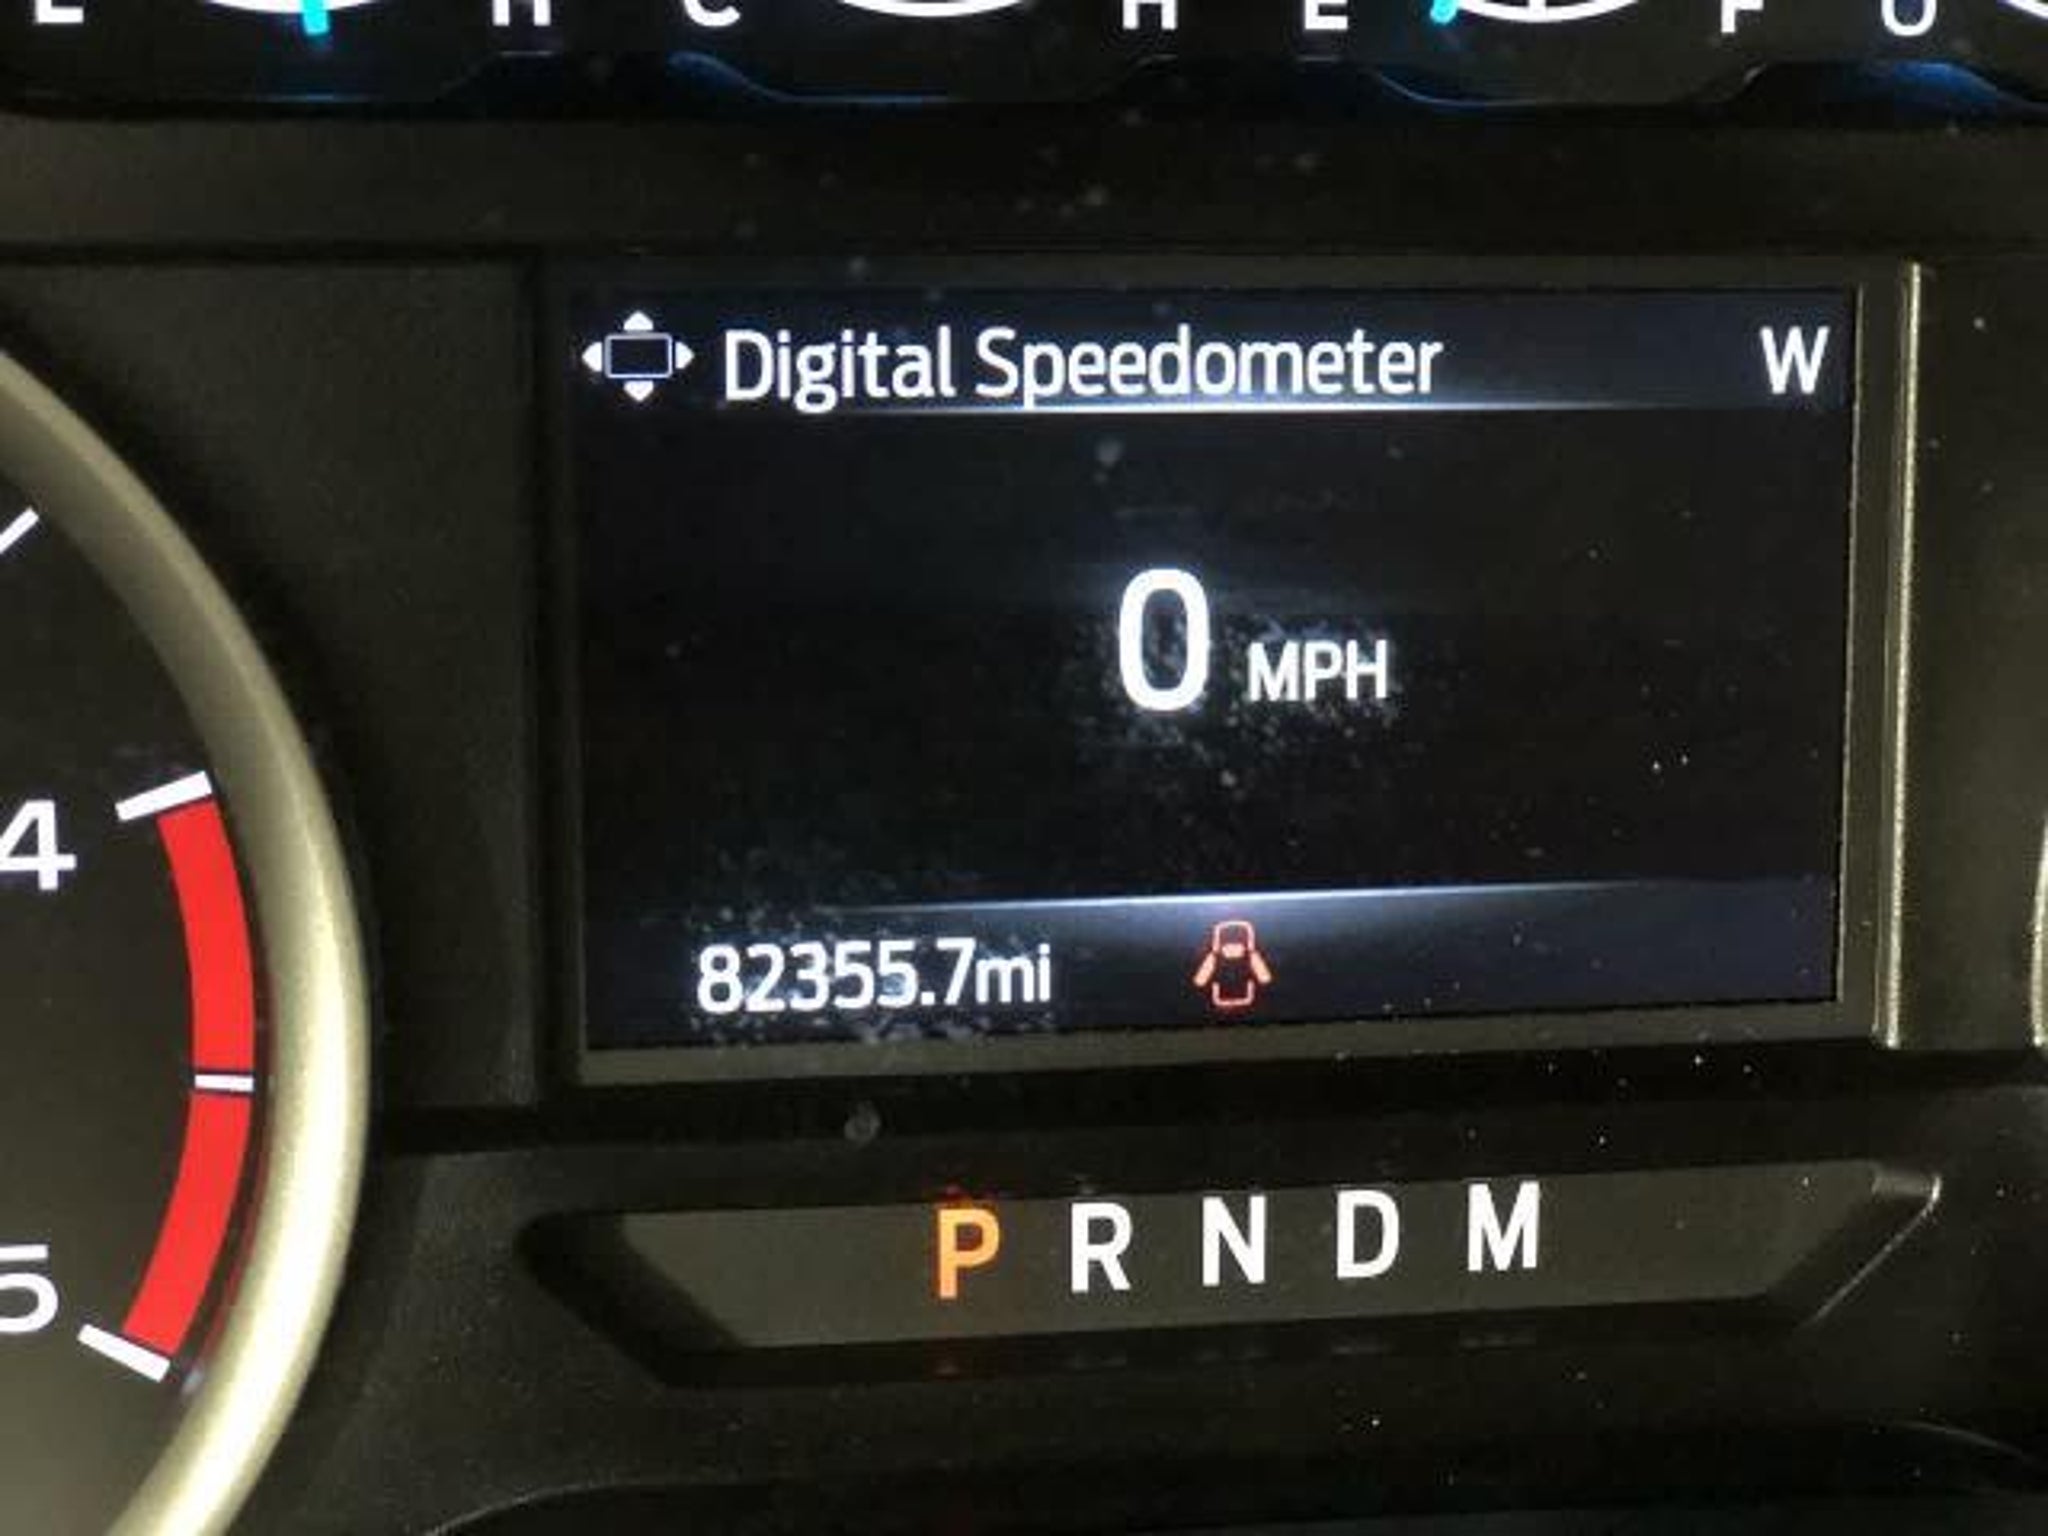 L H C H E F O
Digital Speedometer W
0 MPH
4
82355.7mi
P R N D M
5